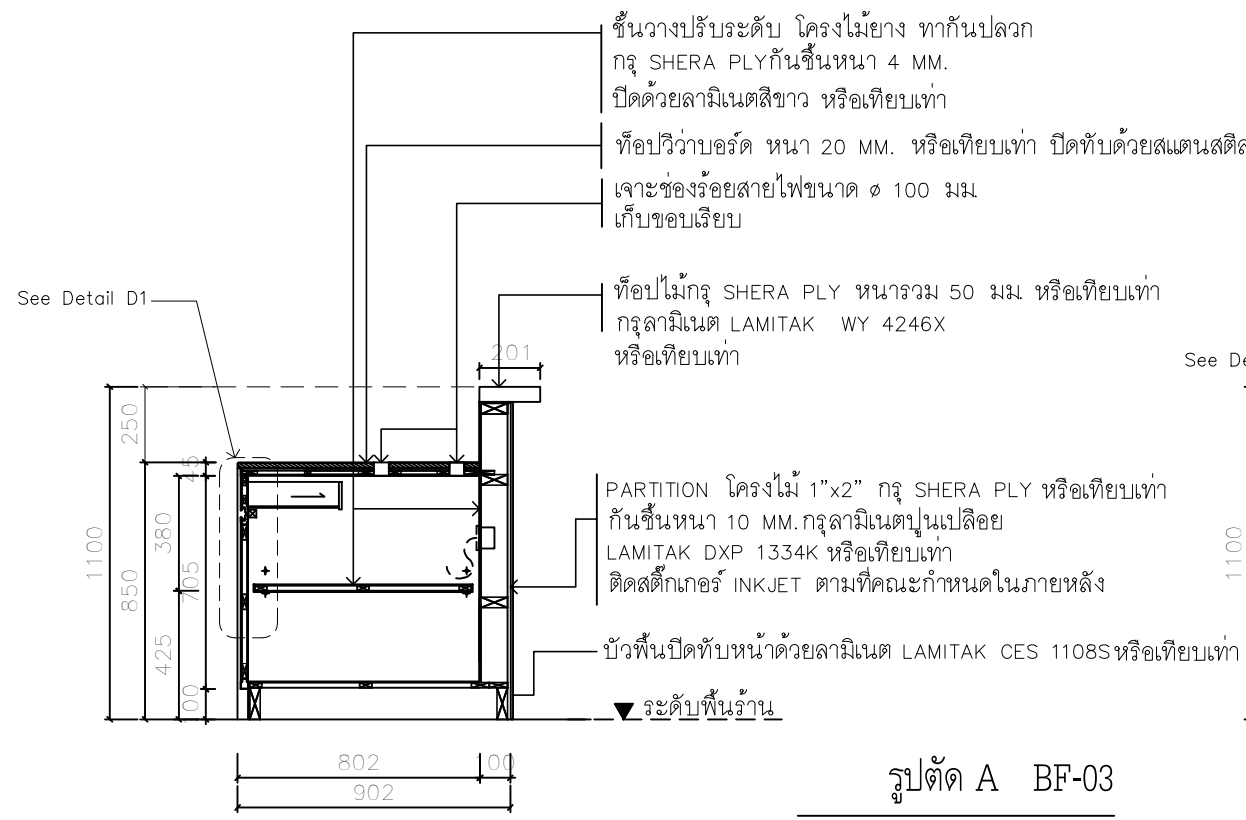 ชั้นวางปรับระดับ โครงไม้ยาง ทากันปลวก
กรุ SHERA PLYกันชื้นหนา 4 MM.
ปิดด้วยลามิเนตสีขาว หรือเทียบเท่า
ท็อปวีว่าบอร์ด หนา 20 MM. หรือเทียบเท่า ปิดทับด้วยสแตนสตีล
เจาะช่องร้อยสายไฟขนาด ø 100 มม.
เก็บขอบเรียบ
See Detail D1
ท็อปไม้กรุ SHERA PLY หนารวม 50 มม. หรือเทียบเท่า
กรุลามิเนต LAMITAK WY 4246X
หรือเทียบเท่า
201
See De
250
45
1100
850
380
705
425
PARTITION โครงไม้ 1”x2” กรุ SHERA PLY หรือเทียบเท่า
กันชื้นหนา 10 MM.กรุลามิเนตปูนเปลือย
LAMITAK DXP 1334K หรือเทียบเท่า
ติดสติ๊กเกอร์ INKJET ตามที่คณะกำหนดในภายหลัง
1100
บัวพื้นปิดทับหน้าด้วยลามิเนต LAMITAK CES 1108S หรือเทียบเท่า
ระดับพื้นร้าน
802
902
รูปตัด A BF-03